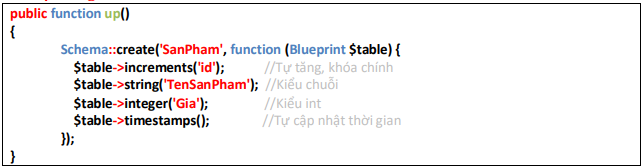 public function up()
{
Schema::create('SanPham', function (Blueprint $table) {
$table->increments('id'); //Tự tăng, khóa chính
$table->string('TenSanPham'); //Kiểu chuỗi
$table->integer('Gia'); //Kiểu int
$table->timestamps(); //Tự cập nhật thời gian
});
}